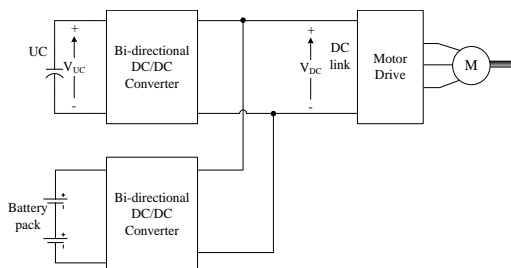 UC
+
V_UC
-
Bi-directional
DC/DC
Converter
+
V_DC
-
DC
link
Motor
Drive
M
Battery
pack
+
-
+
-
Bi-directional
DC/DC
Converter